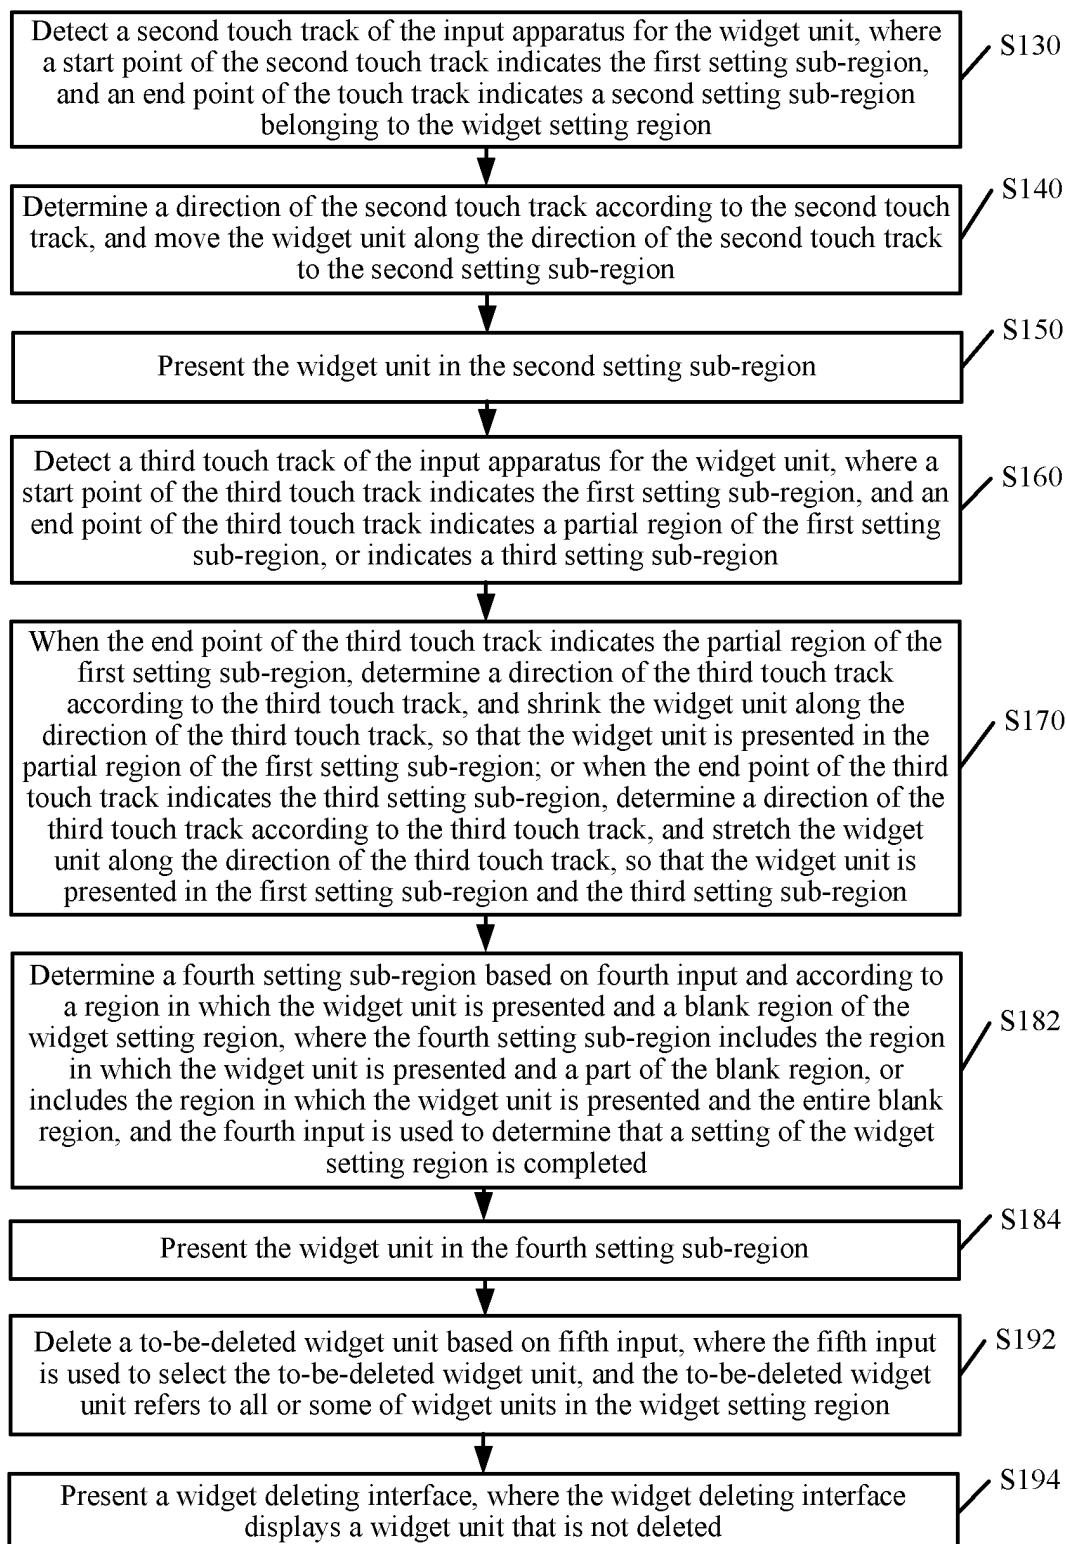 Detect a second touch track of the input apparatus for the widget unit, where
a start point of the second touch track indicates the first setting sub-region,
and an end point of the touch track indicates a second setting sub-region
belonging to the widget setting region
S130
Determine a direction of the second touch track according to the second touch
track, and move the widget unit along the direction of the second touch track
to the second setting sub-region
S140
Present the widget unit in the second setting sub-region
S150
Detect a third touch track of the input apparatus for the widget unit, where a
start point of the third touch track indicates the first setting sub-region, and an
end point of the third touch track indicates a partial region of the first setting
sub-region, or indicates a third setting sub-region
S160
When the end point of the third touch track indicates the partial region of the
first setting sub-region, determine a direction of the third touch track
according to the third touch track, and shrink the widget unit along the
direction of the third touch track, so that the widget unit is presented in the
partial region of the first setting sub-region; or when the end point of the third
touch track indicates the third setting sub-region, determine a direction of the
third touch track according to the third touch track, and stretch the widget
unit along the direction of the third touch track, so that the widget unit is
presented in the first setting sub-region and the third setting sub-region
S170
Determine a fourth setting sub-region based on fourth input and according to
a region in which the widget unit is presented and a blank region of the
widget setting region, where the fourth setting sub-region includes the region
in which the widget unit is presented and a part of the blank region, or
includes the region in which the widget unit is presented and the entire blank
region, and the fourth input is used to determine that a setting of the widget
setting region is completed
S182
Present the widget unit in the fourth setting sub-region
S184
Delete a to-be-deleted widget unit based on fifth input, where the fifth input
is used to select the to-be-deleted widget unit, and the to-be-deleted widget
unit refers to all or some of widget units in the widget setting region
S192
Present a widget deleting interface, where the widget deleting interface
displays a widget unit that is not deleted
S194